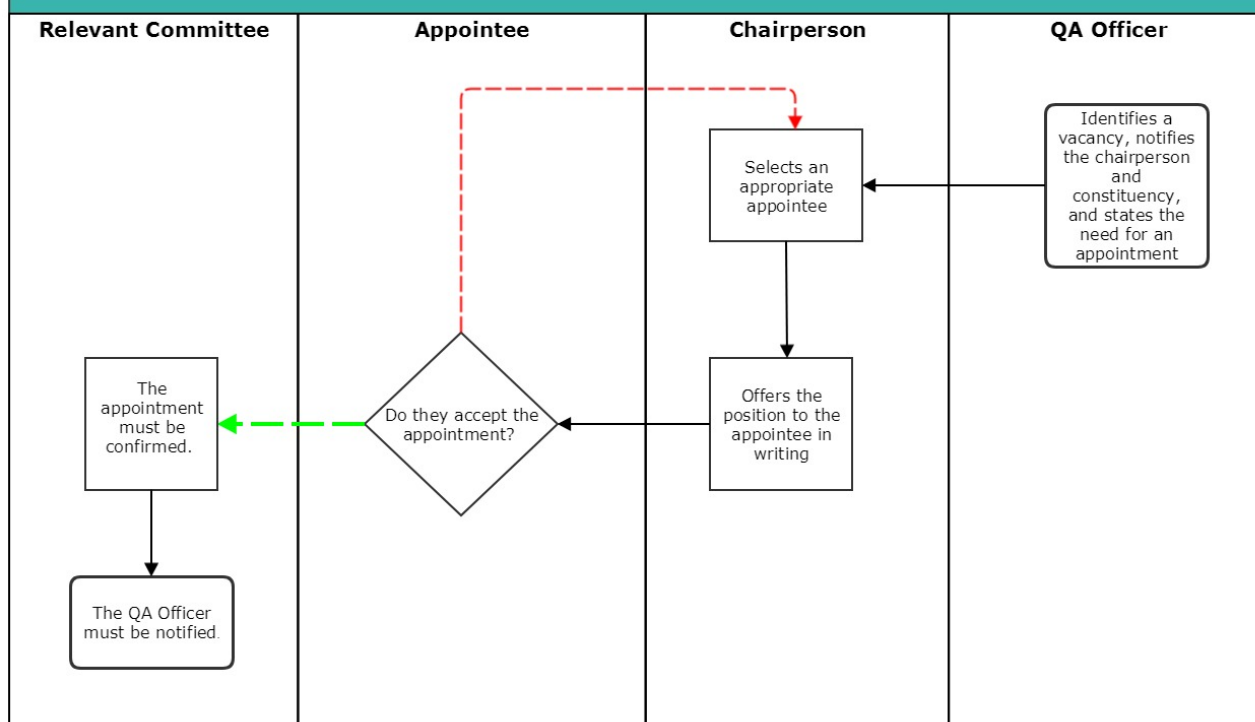 Relevant Committee
Appointee
Chairperson
QA Officer
Identifies a
vacancy, notifies
the chairperson
and
constituency,
and states the
need for an
appointment
Selects an
appropriate
appointee
Offers the
position to the
appointee in
writing
Do they accept the
appointment?
The
appointment
must be
confirmed.
The QA Officer
must be notified.